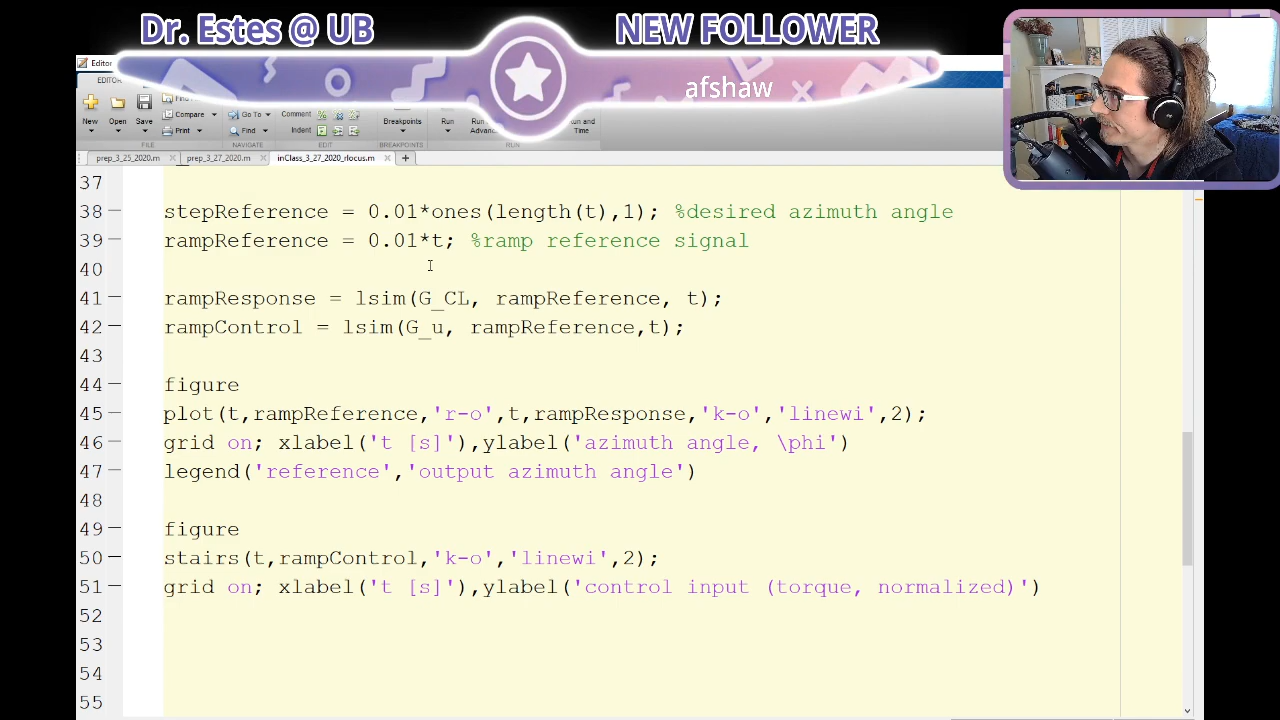 Dr. Estes @ UB
NEW FOLLOWER
afshaw
Editor
EDITOR
New
Open
Save
Compare
Print
Go To
Find
Comment
Indent
Breakpoints
Run
and
Time
FILE
NAVIGATE
EDIT
BREAKPOINTS
RUN
prep_3_25_2020.m
prep_3_27_2020.m
inClass_3_27_2020_rlocus.m
37
38 stepReference = 0.01*ones(length(t),1); %desired azimuth angle
39 rampReference = 0.01*t; %ramp reference signal
40
41 rampResponse = lsim(G_CL, rampReference, t);
42 rampControl = lsim(G_u, rampReference,t);
43
44 figure
45 plot(t,rampReference,'r-o',t,rampResponse,'k-o','linewi',2);
46 grid on; xlabel('t [s]'),ylabel('azimuth angle, \phi')
47 legend('reference','output azimuth angle')
48
49 figure
50 stairs(t,rampControl,'k-o','linewi',2);
51 grid on; xlabel('t [s]'),ylabel('control input (torque, normalized)')
52
53
54
55